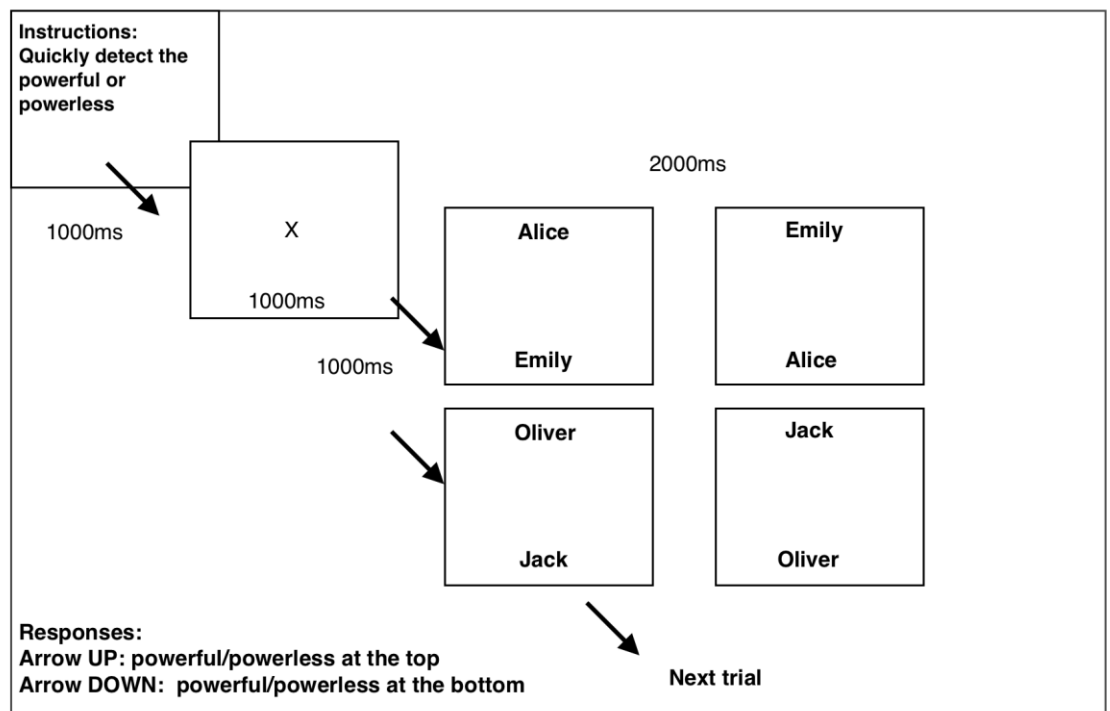 Instructions:
Quickly detect the
powerful or
powerless
1000ms
X
1000ms
1000ms
2000ms
Alice
Emily
Emily
Alice
Oliver
Jack
Jack
Oliver
Responses:
Arrow UP: powerful/powerless at the top
Arrow DOWN:  powerful/powerless at the bottom
Next trial